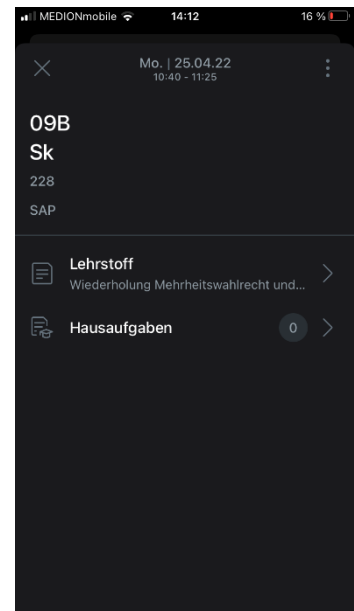 MEDIONmobile 14:12 16 %
Mo. | 25.04.22
10:40 - 11:25
09B
Sk
228
SAP
Lehrstoff
Wiederholung Mehrheitswahlrecht und...
Hausaufgaben 0